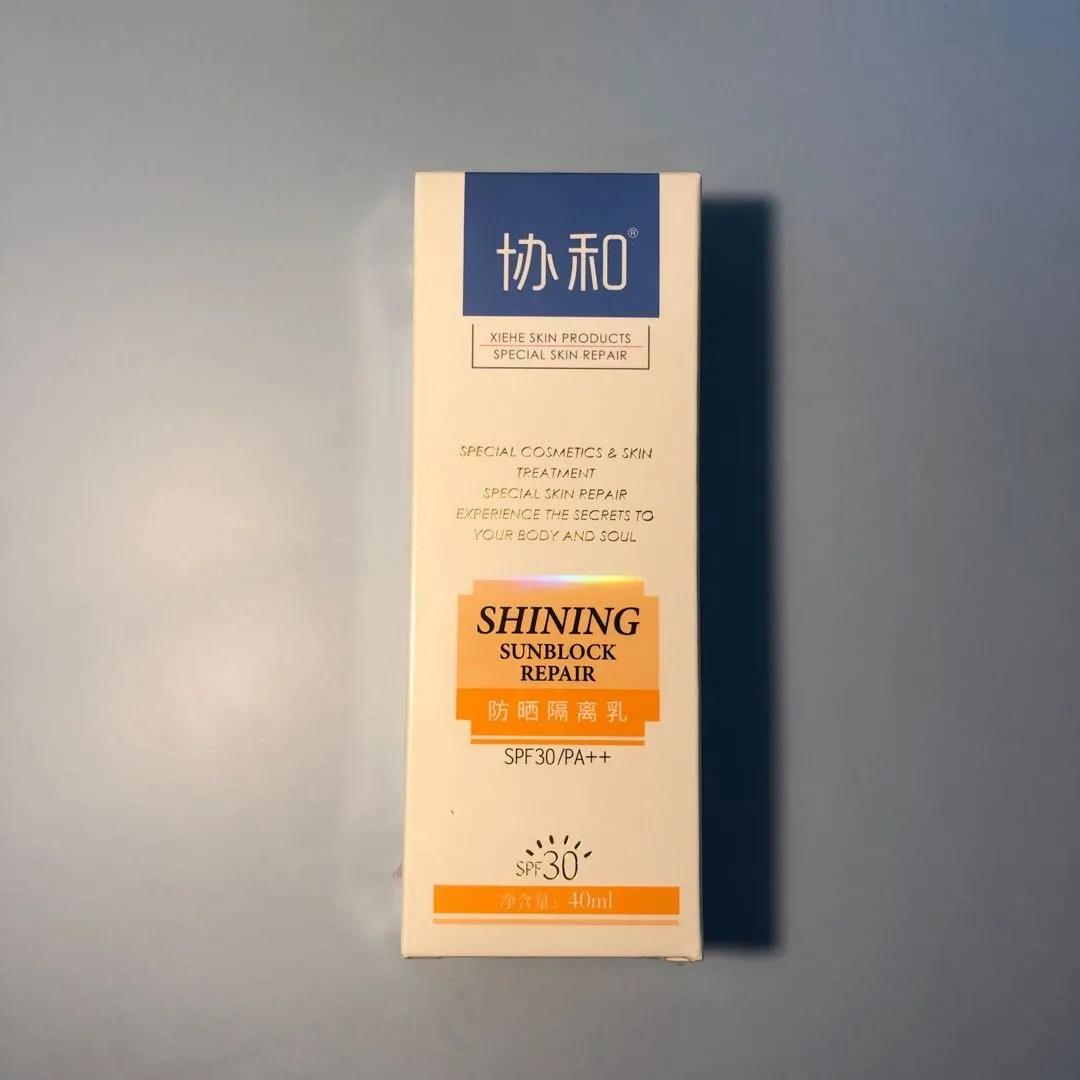 协和®
XIEHE SKIN PRODUCTS
SPECIAL SKIN REPAIR
SPECIAL COSMETICS & SKIN
TREATMENT
SPECIAL SKIN REPAIR
EXPERIENCE THE SECRETS TO
YOUR BODY AND SOUL
SHINING
SUNBLOCK
REPAIR
防晒隔离乳
SPF30/PA++
SPF30
净含量：40ml